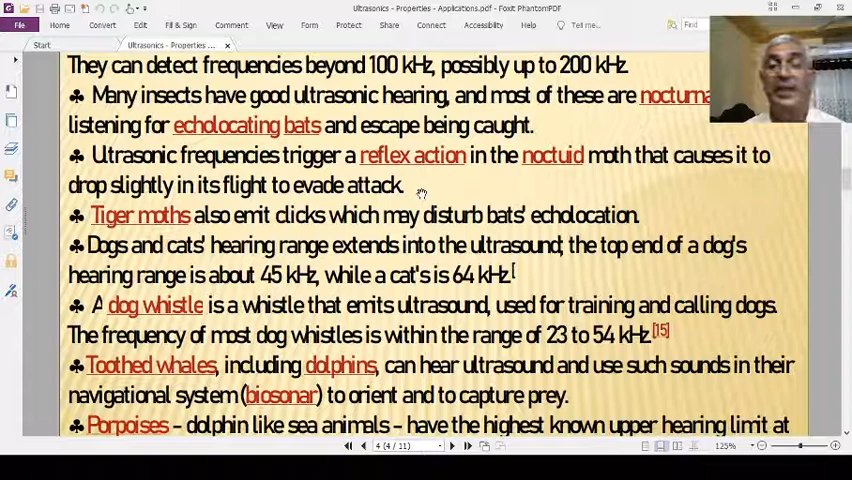 Ultrasonics - Properties - Applications.pdf - Foxit PhantomPDF
File Home Convert Edit Fill & Sign Comment View Form Protect Share Connect Accessibility Help Tell me... Find
Start Ultrasonics - Properties ... ×
They can detect frequencies beyond 100 kHz, possibly up to 200 kHz.
♣ Many insects have good ultrasonic hearing, and most of these are nocturna
listening for echolocating bats and escape being caught.
♣ Ultrasonic frequencies trigger a reflex action in the noctuid moth that causes it to
drop slightly in its flight to evade attack.
♣ Tiger moths also emit clicks which may disturb bats' echolocation.
♣ Dogs and cats' hearing range extends into the ultrasound; the top end of a dog's
hearing range is about 45 kHz, while a cat's is 64 kHz.[
♣ A dog whistle is a whistle that emits ultrasound, used for training and calling dogs.
The frequency of most dog whistles is within the range of 23 to 54 kHz.[15]
♣ Toothed whales, including dolphins, can hear ultrasound and use such sounds in their
navigational system (biosonar) to orient and to capture prey.
♣ Porpoises - dolphin like sea animals - have the highest known upper hearing limit at
4 (4 / 11) 125%